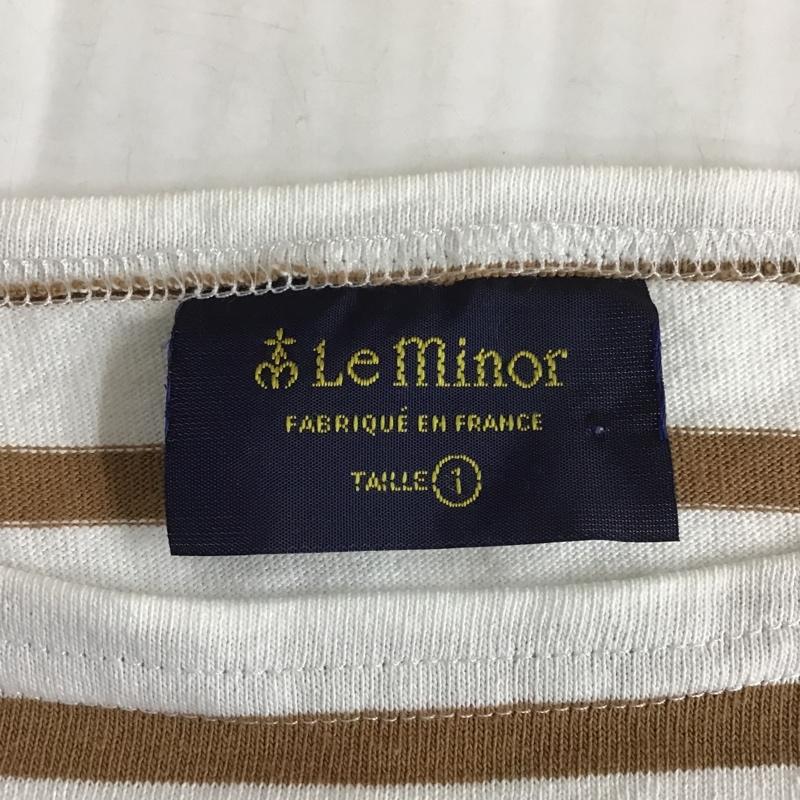 Le Minor
FABRIQUÉ EN FRANCE
TAILLE 1